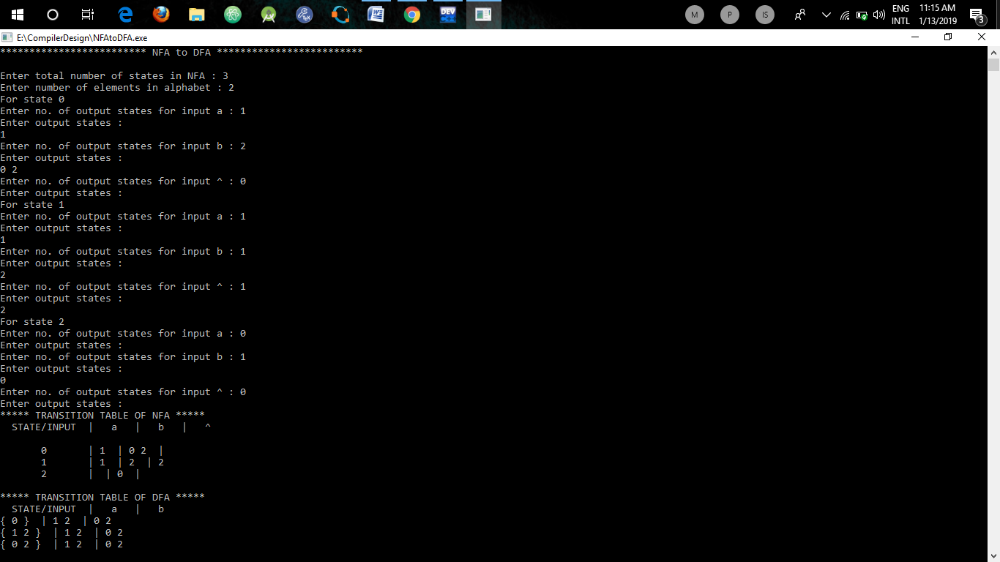 M P IS ENG 11:15 AM
INTL 1/13/2019 3
E:\CompilerDesign\NFAtoDFA.exe
************************* NFA to DFA *************************
Enter total number of states in NFA : 3
Enter number of elements in alphabet : 2
For state 0
Enter no. of output states for input a : 1
Enter output states :
1
Enter no. of output states for input b : 2
Enter output states :
0 2
Enter no. of output states for input ^ : 0
Enter output states :
For state 1
Enter no. of output states for input a : 1
Enter output states :
1
Enter no. of output states for input b : 1
Enter output states :
2
Enter no. of output states for input ^ : 1
Enter output states :
2
For state 2
Enter no. of output states for input a : 0
Enter output states :
Enter no. of output states for input b : 1
Enter output states :
0
Enter no. of output states for input ^ : 0
Enter output states :
***** TRANSITION TABLE OF NFA *****
STATE/INPUT | a | b | ^
0 | 1 | 0 2 |
1 | 1 | 2 | 2
2 | | 0 |
***** TRANSITION TABLE OF DFA *****
STATE/INPUT | a | b
{ 0 } | 1 2 | 0 2
{ 1 2 } | 1 2 | 0 2
{ 0 2 } | 1 2 | 0 2